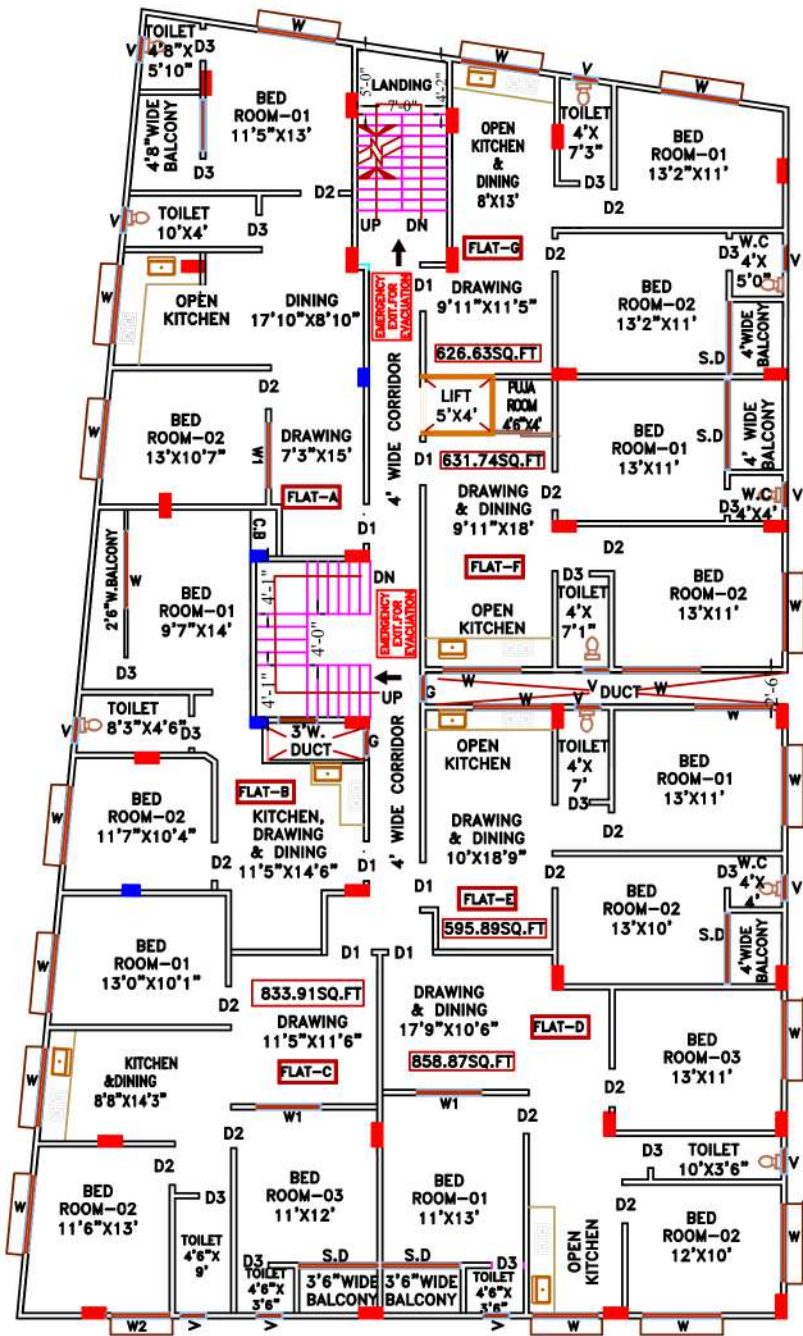 W
TOILET
4'8"X
5'10"
D3
V
4'8"WIDE
BALCONY
D3
BED
ROOM-01
11'5"X13'
D2
TOILET
10'X4'
D3
V
W
OPEN
KITCHEN
DINING
17'10"X8'10"
D2
W
BED
ROOM-02
13'X10'7"
W1
DRAWING
7'3"X15'
FLAT-A
D1
C.B
LANDING
5'-0"
4'-2"
7'-0"
UP
DN
EMERGENCY
EXIT.FOR
EVACUATION
4' WIDE CORRIDOR
W
OPEN
KITCHEN
&
DINING
8'X13'
V
TOILET
4'X
7'3"
D3
W
BED
ROOM-01
13'2"X11'
D2
FLAT-G
D1
DRAWING
9'11"X11'5"
626.63SQ.FT
D2
BED
ROOM-02
13'2"X11'
W.C
4'X
5'0"
D3
V
4'WIDE
BALCONY
S.D
LIFT
5'X4'
PUJA
ROOM
4'6"X4'
D1
631.74SQ.FT
DRAWING
& DINING
9'11"X18'
FLAT-F
OPEN
KITCHEN
D2
BED
ROOM-01
13'X11'
S.D
4' WIDE
BALCONY
W.C
4'X4'
D3
V
D2
D3
TOILET
4'X
7'1"
BED
ROOM-02
13'X11'
W
2'6"W.BALCONY
W
BED
ROOM-01
9'7"X14'
D3
4'-1"
4'-0"
4'-1"
DN
UP
EMERGENCY
EXIT.FOR
EVACUATION
TOILET
8'3"X4'6"
D3
V
3'W.
DUCT
G
G
W
V
DUCT
W
W
W
2'-6"
BED
ROOM-02
11'7"X10'4"
W
D2
FLAT-B
KITCHEN,
DRAWING
& DINING
11'5"X14'6"
D1
4' WIDE CORRIDOR
OPEN
KITCHEN
DRAWING
& DINING
10'X18'9"
D1
FLAT-E
595.89SQ.FT
TOILET
4'X
7'
D3
BED
ROOM-01
13'X11'
W
D2
D2
BED
ROOM-02
13'X10'
W.C
4'X
4'
D3
V
S.D
4'WIDE
BALCONY
BED
ROOM-01
13'0"X10'1"
W
D2
D1
D1
833.91SQ.FT
DRAWING
11'5"X11'6"
FLAT-C
DRAWING
& DINING
17'9"X10'6"
FLAT-D
858.87SQ.FT
BED
ROOM-03
13'X11'
W
D2
W
KITCHEN
&DINING
8'8"X14'3"
W1
W1
D2
D2
D2
D3
TOILET
10'X3'6"
V
W
BED
ROOM-02
11'6"X13'
D3
TOILET
4'6"X
9'
BED
ROOM-03
11'X12'
BED
ROOM-01
11'X13'
D2
BED
ROOM-02
12'X10'
W
D3
S.D
S.D
D3
TOILET
4'6"X
3'6"
3'6"WIDE
BALCONY
3'6"WIDE
BALCONY
TOILET
4'6"X
3'6"
OPEN
KITCHEN
W2
V
V
V
W
W